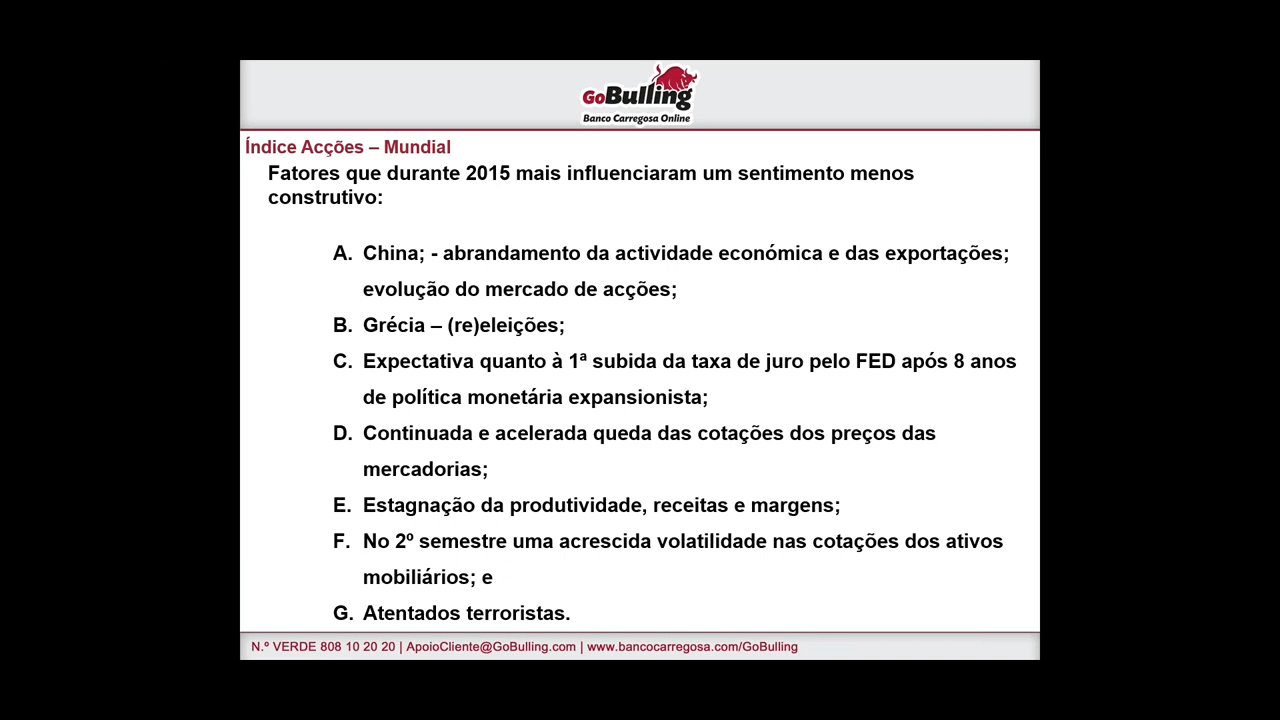 GoBulling
Banco Carregosa Online
Índice Acções – Mundial
Fatores que durante 2015 mais influenciaram um sentimento menos
construtivo:
A. China; - abrandamento da actividade económica e das exportações;
evolução do mercado de acções;
B. Grécia – (re)eleições;
C. Expectativa quanto à 1ª subida da taxa de juro pelo FED após 8 anos
de política monetária expansionista;
D. Continuada e acelerada queda das cotações dos preços das
mercadorias;
E. Estagnação da produtividade, receitas e margens;
F. No 2º semestre uma acrescida volatilidade nas cotações dos ativos
mobiliários; e
G. Atentados terroristas.
N.º VERDE 808 10 20 20 | ApoioCliente@GoBulling.com | www.bancocarregosa.com/GoBulling